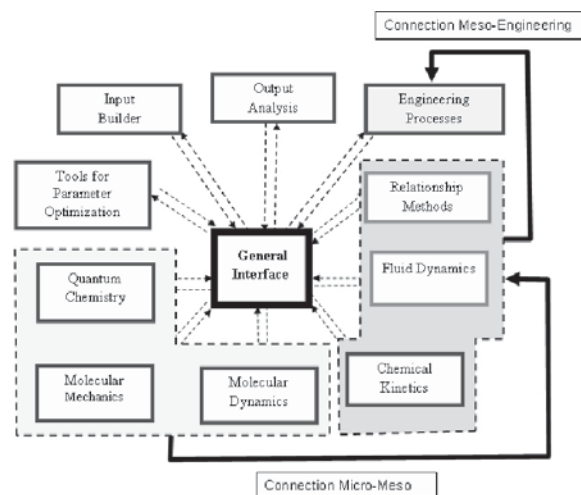 Connection Meso-Engineering
Output
Analysis
Input
Builder
Engineering
Processes
Tools for
Parameter
Optimization
Relationship
Methods
General
Interface
Quantum
Chemistry
Fluid Dynamics
Molecular
Mechanics
Molecular
Dynamics
Chemical
Kinetics
Connection Micro-Meso